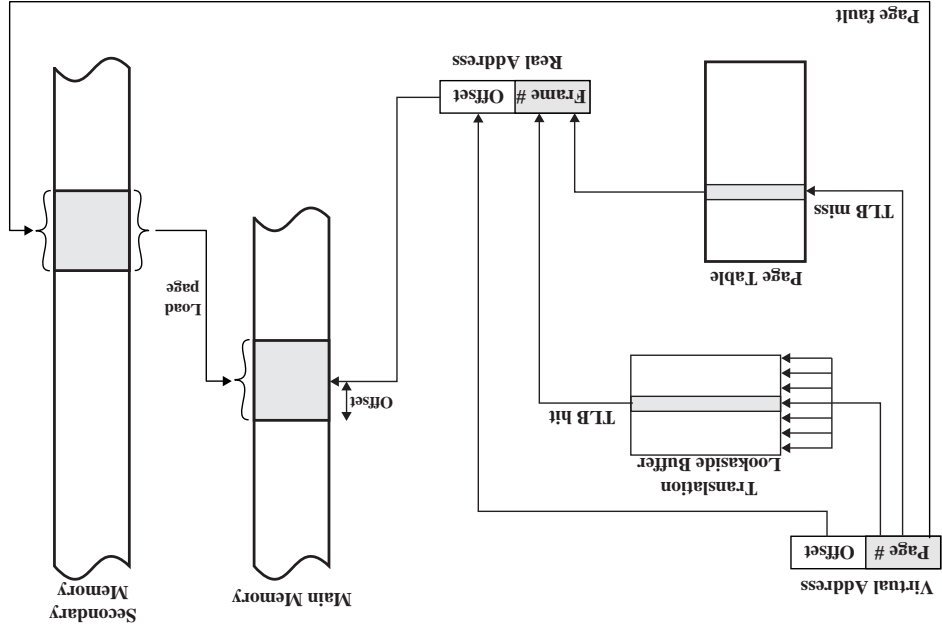 Virtual Address
Page #
Offset
Translation
Lookaside Buffer
TLB hit
Page Table
TLB miss
Frame #
Offset
Real Address
Page fault
Main Memory
Offset
Load
page
Secondary
Memory